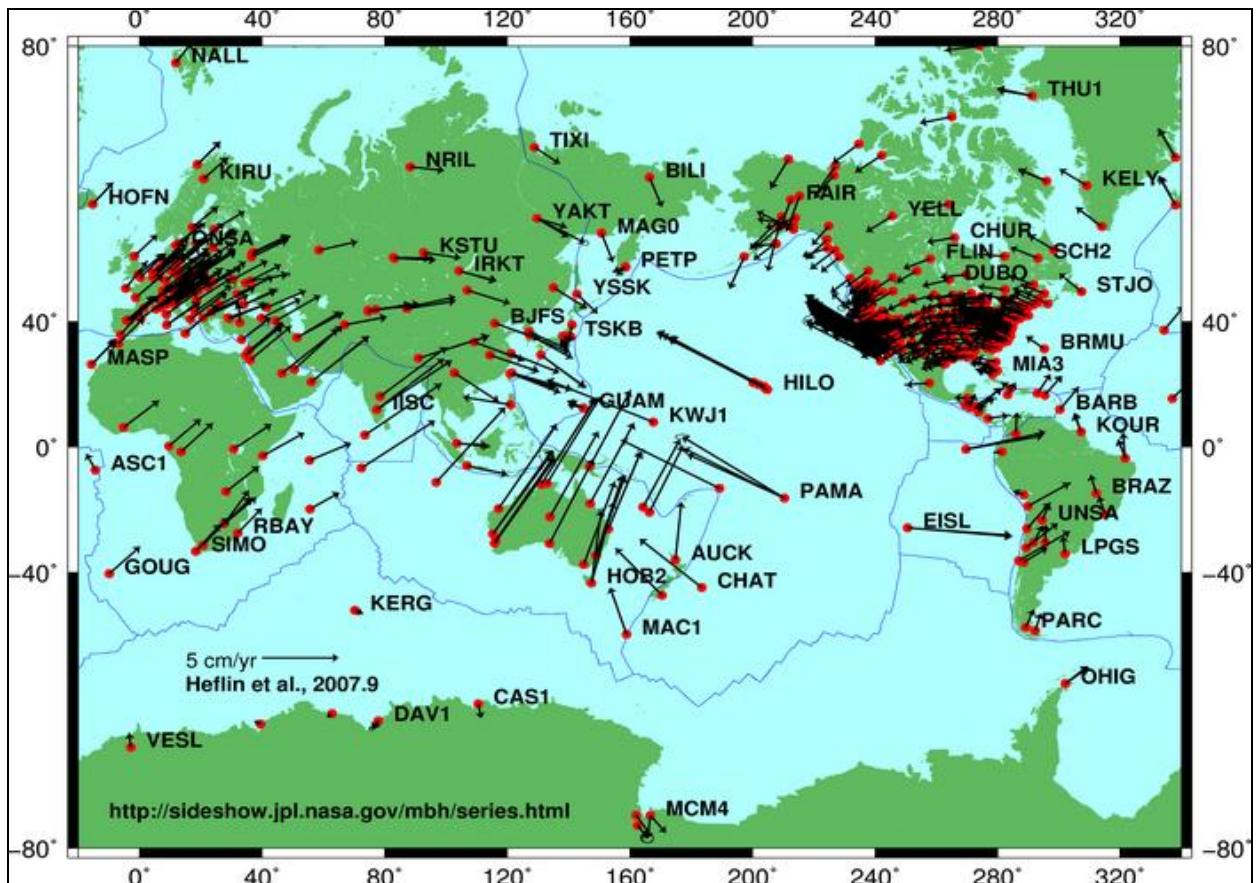 0° 40° 80° 120° 160° 200° 240° 280° 320°
80° 80°
NALL
THU1
TIXI
NRIL
BILI
KIRU
KELY
HOFN
FAIR
YAKT
YELL
MAG0
CHUR
ONSA
KSTU
FLIN
SCH2
PETP
IRKT
DUBO
YSSK
STJO
40° 40°
BJFS
TSKB
BRMU
MASP
MIA3
HILO
IISC
GUAM
BARB
KWJ1
KOUR
0° 0°
ASC1
BRAZ
PAMA
UNSA
EISL
RBAY
SIMO
LPGS
AUCK
GOUG
−40° −40°
HOB2
CHAT
KERG
PARC
MAC1
5 cm/yr
OHIG
Heflin et al., 2007.9
CAS1
DAV1
VESL
MCM4
http://sideshow.jpl.nasa.gov/mbh/series.html
−80° −80°
0° 40° 80° 120° 160° 200° 240° 280° 320°